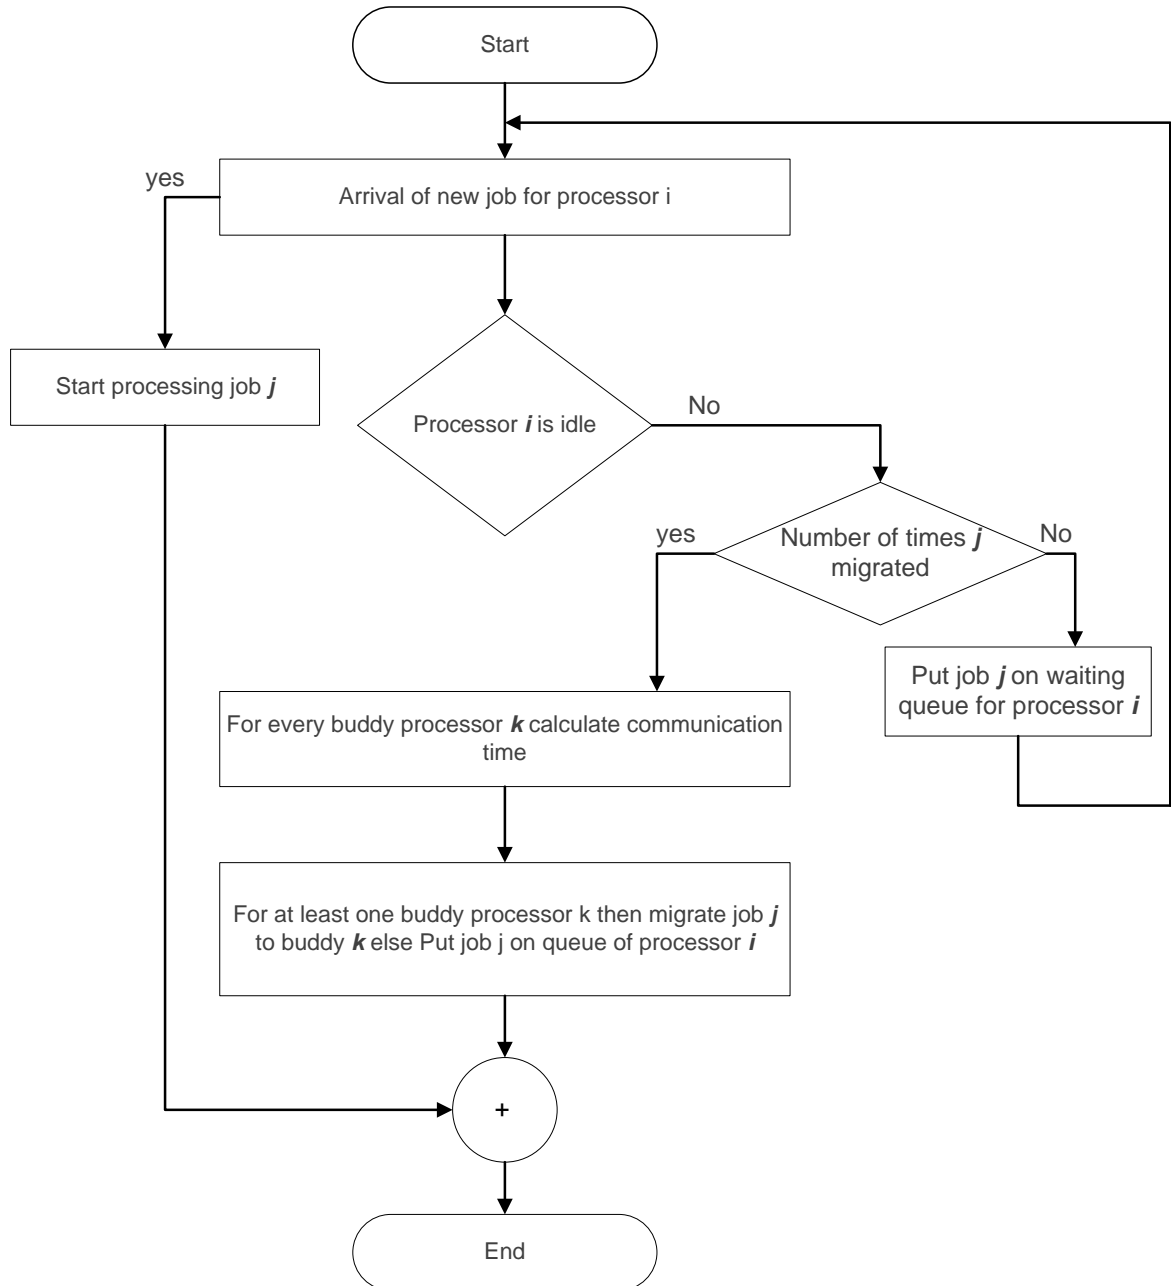 Start
yes
Arrival of new job for processor i
Start processing job j
Processor i is idle
No
yes
Number of times j
migrated
No
Put job j on waiting
queue for processor i
For every buddy processor k calculate communication
time
For at least one buddy processor k then migrate job j
to buddy k else Put job j on queue of processor i
+
End